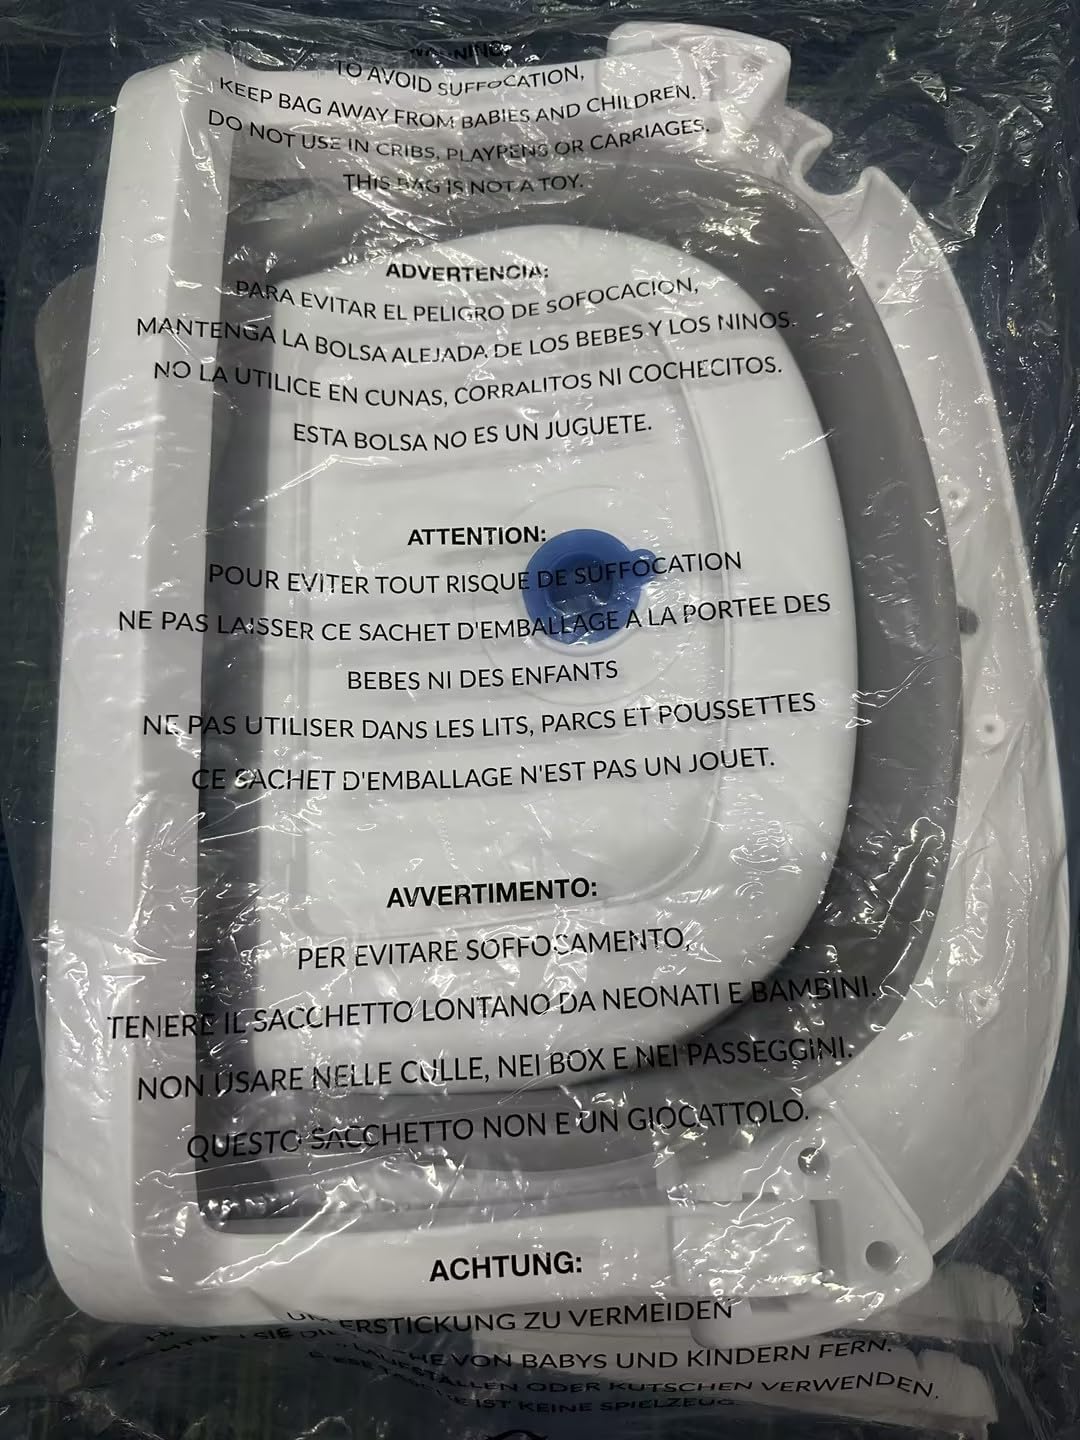 WARNING:
TO AVOID SUFFOCATION,
KEEP BAG AWAY FROM BABIES AND CHILDREN.
DO NOT USE IN CRIBS, PLAYPENS OR CARRIAGES.
THIS BAG IS NOT A TOY.
ADVERTENCIA:
PARA EVITAR EL PELIGRO DE SOFOCACION,
MANTENGA LA BOLSA ALEJADA DE LOS BEBES Y LOS NINOS.
NO LA UTILICE EN CUNAS, CORRALITOS NI COCHECITOS.
ESTA BOLSA NO ES UN JUGUETE.
ATTENTION:
POUR EVITER TOUT RISQUE DE SUFFOCATION
NE PAS LAISSER CE SACHET D'EMBALLAGE A LA PORTEE DES
BEBES NI DES ENFANTS
NE PAS UTILISER DANS LES LITS, PARCS ET POUSSETTES
CE SACHET D'EMBALLAGE N'EST PAS UN JOUET.
AVVERTIMENTO:
PER EVITARE SOFFOCAMENTO,
TENERE IL SACCHETTO LONTANO DA NEONATI E BAMBINI.
NON USARE NELLE CULLE, NEI BOX E NEI PASSEGGINI.
QUESTO SACCHETTO NON E UN GIOCATTOLO.
ACHTUNG:
ERSTICKUNG ZU VERMEIDEN
SIE VON BABYS UND KINDERN FERN.
ODER KUTSCHEN VERWENDEN.
IST KEINE SPIELZEUG.